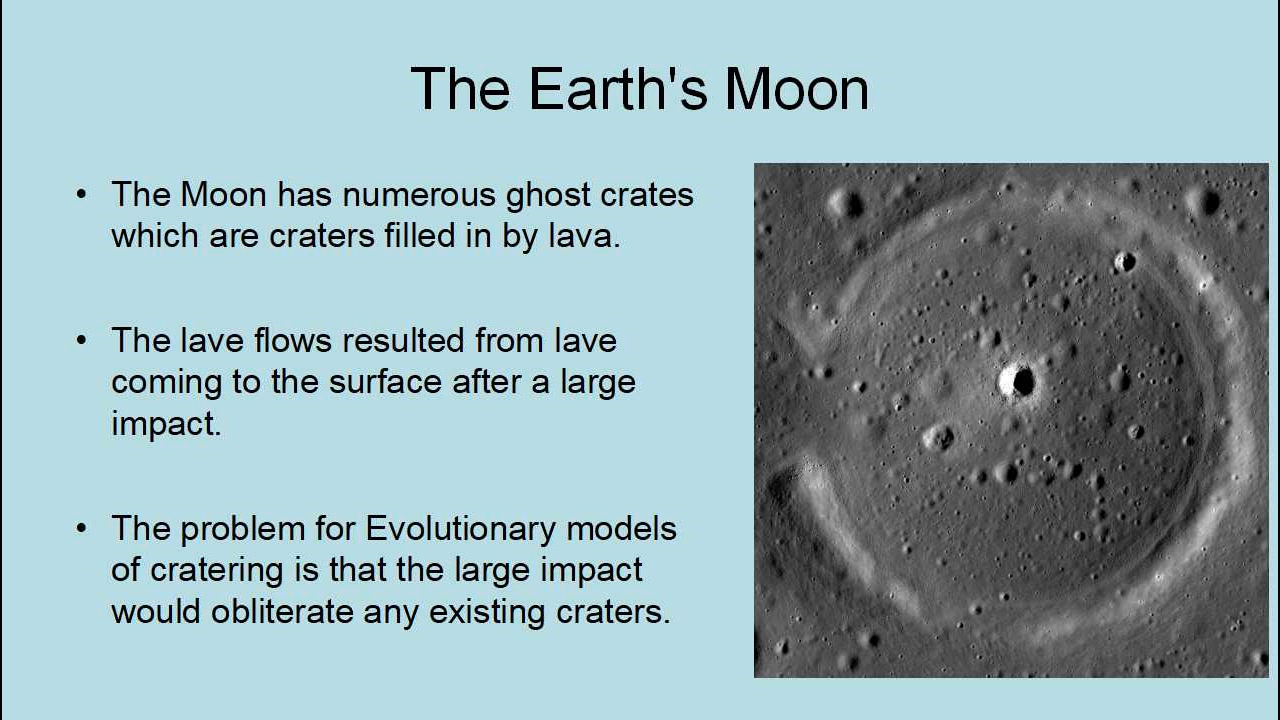 The Earth's Moon
• The Moon has numerous ghost crates
which are craters filled in by lava.
• The lave flows resulted from lave
coming to the surface after a large
impact.
• The problem for Evolutionary models
of cratering is that the large impact
would obliterate any existing craters.